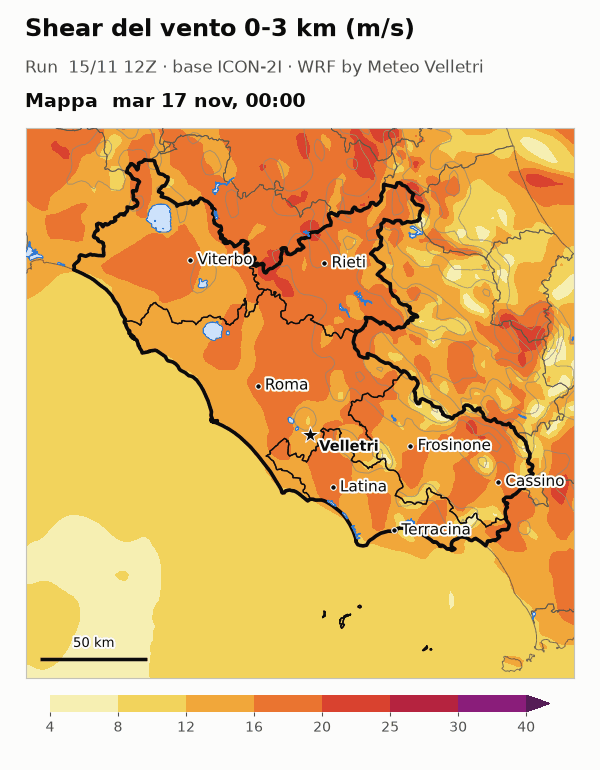 Shear del vento 0-3 km (m/s)
Run  15/11 12Z · base ICON-2I · WRF by Meteo Velletri
Mappa  mar 17 nov, 00:00
Viterbo
Rieti
Roma
Velletri
Frosinone
Cassino
Latina
Terracina
50 km
4 8 12 16 20 25 30 40